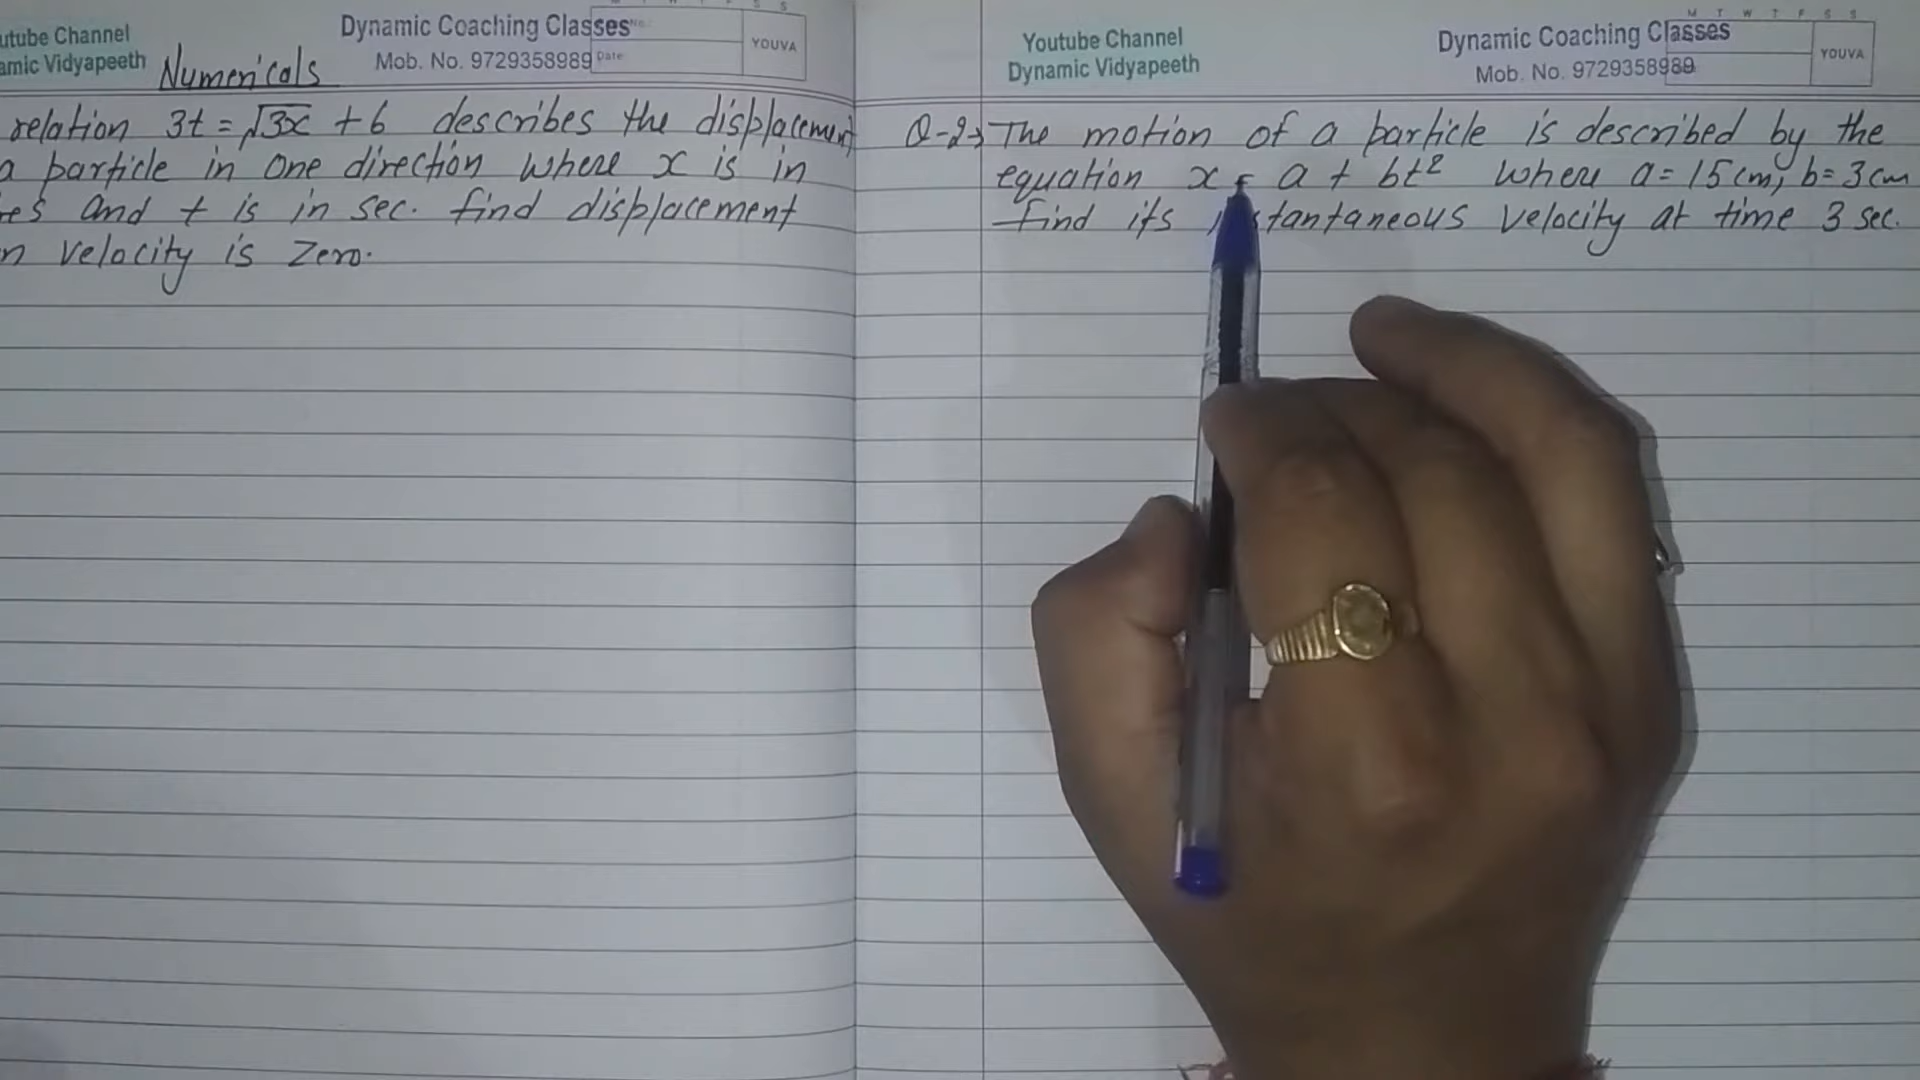 utube Channel
amic Vidyapeeth
Dynamic Coaching Classes
Mob. No. 9729358989
Date
YOUVA
Numericals
relation 3t = √3x + 6 describes the displacement
a particle in one direction where x is in
es and t is in sec. find displacement
n velocity is zero.
Youtube Channel
Dynamic Vidyapeeth
Dynamic Coaching Classes
Mob. No. 9729358989
M T W T F S S
YOUVA
Q-2→ The motion of a particle is described by the
equation x = a + bt² where a = 15 cm, b = 3 cm
find its instantaneous velocity at time 3 sec.